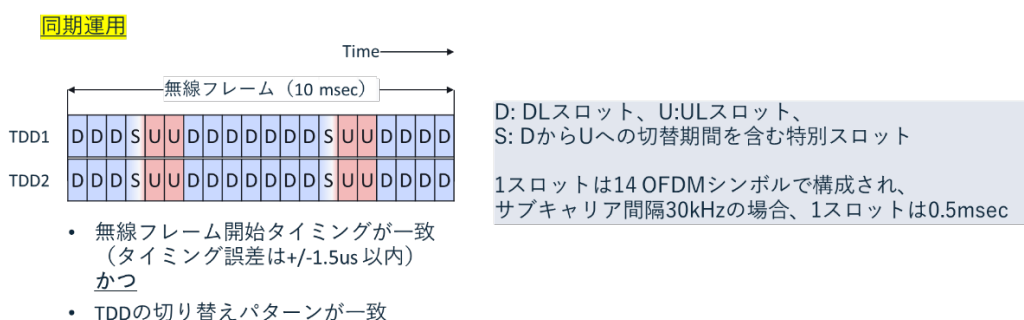 同期運用
Time
無線フレーム（10 msec）
TDD1 D D D S U U D D D D D D D S U U D D D D
TDD2 D D D S U U D D D D D D D S U U D D D D
• 無線フレーム開始タイミングが一致
（タイミング誤差は+/-1.5us 以内）
かつ
• TDDの切り替えパターンが一致
D: DLスロット、U:ULスロット、
S: DからUへの切替期間を含む特別スロット
1スロットは14 OFDMシンボルで構成され、
サブキャリア間隔30kHzの場合、1スロットは0.5msec